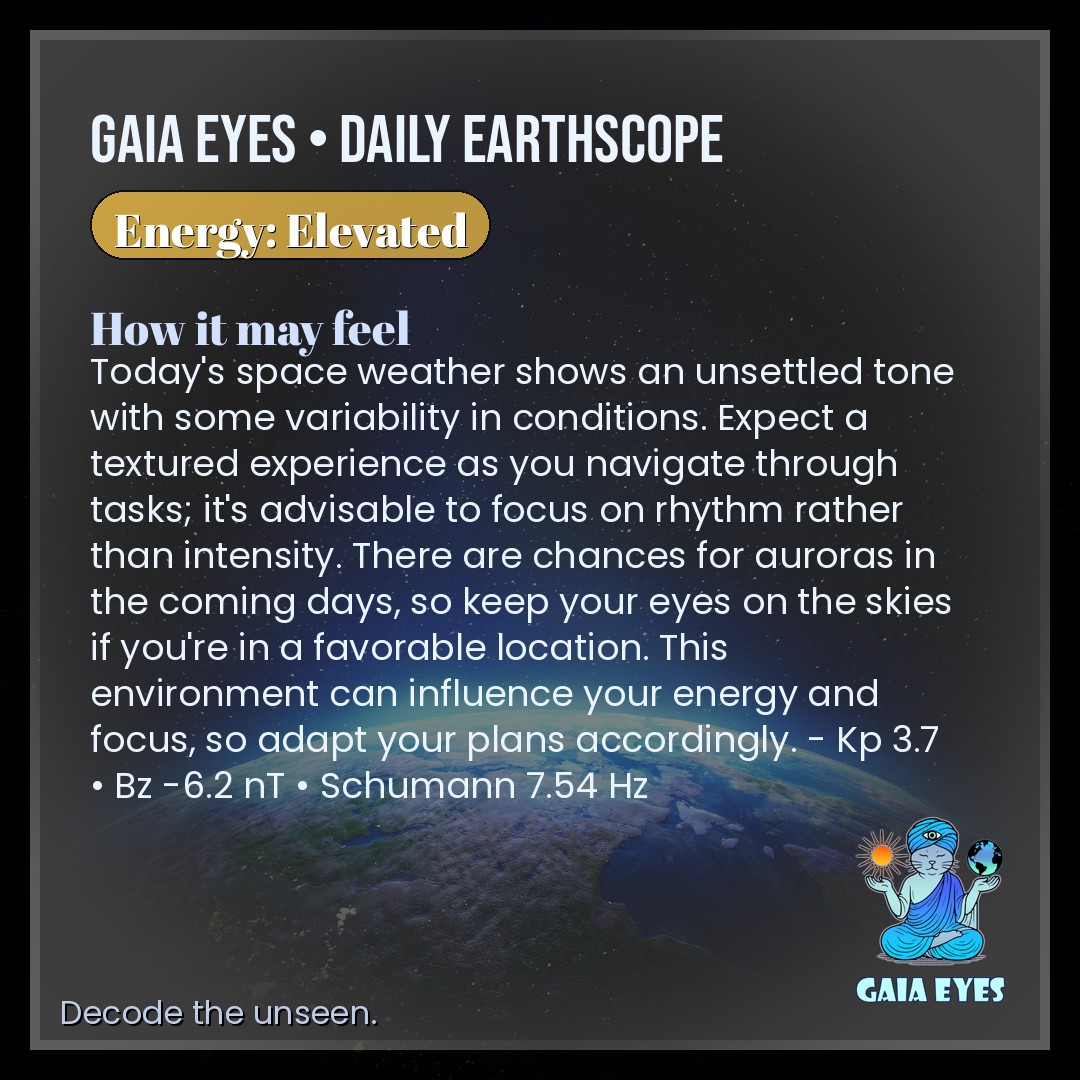 GAIA EYES • DAILY EARTHSCOPE
Energy: Elevated
How it may feel
Today's space weather shows an unsettled tone
with some variability in conditions. Expect a
textured experience as you navigate through
tasks; it's advisable to focus on rhythm rather
than intensity. There are chances for auroras in
the coming days, so keep your eyes on the skies
if you're in a favorable location. This
environment can influence your energy and
focus, so adapt your plans accordingly. - Kp 3.7
• Bz -6.2 nT • Schumann 7.54 Hz
GAIA EYES
Decode the unseen.